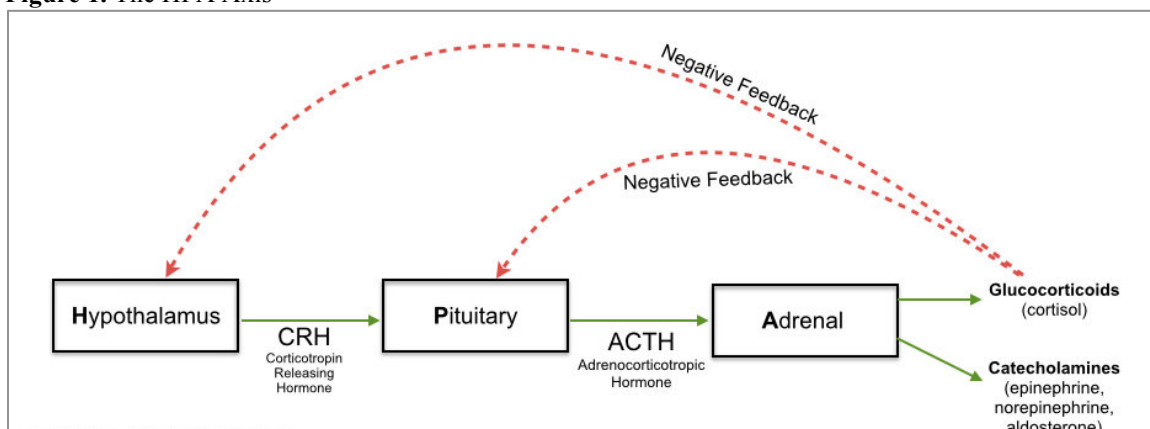 Negative Feedback
Negative Feedback
Hypothalamus
CRH
Corticotropin
Releasing
Hormone
Pituitary
ACTH
Adrenocorticotropic
Hormone
Adrenal
Glucocorticoids
(cortisol)
Catecholamines
(epinephrine,
norepinephrine,
aldosterone)